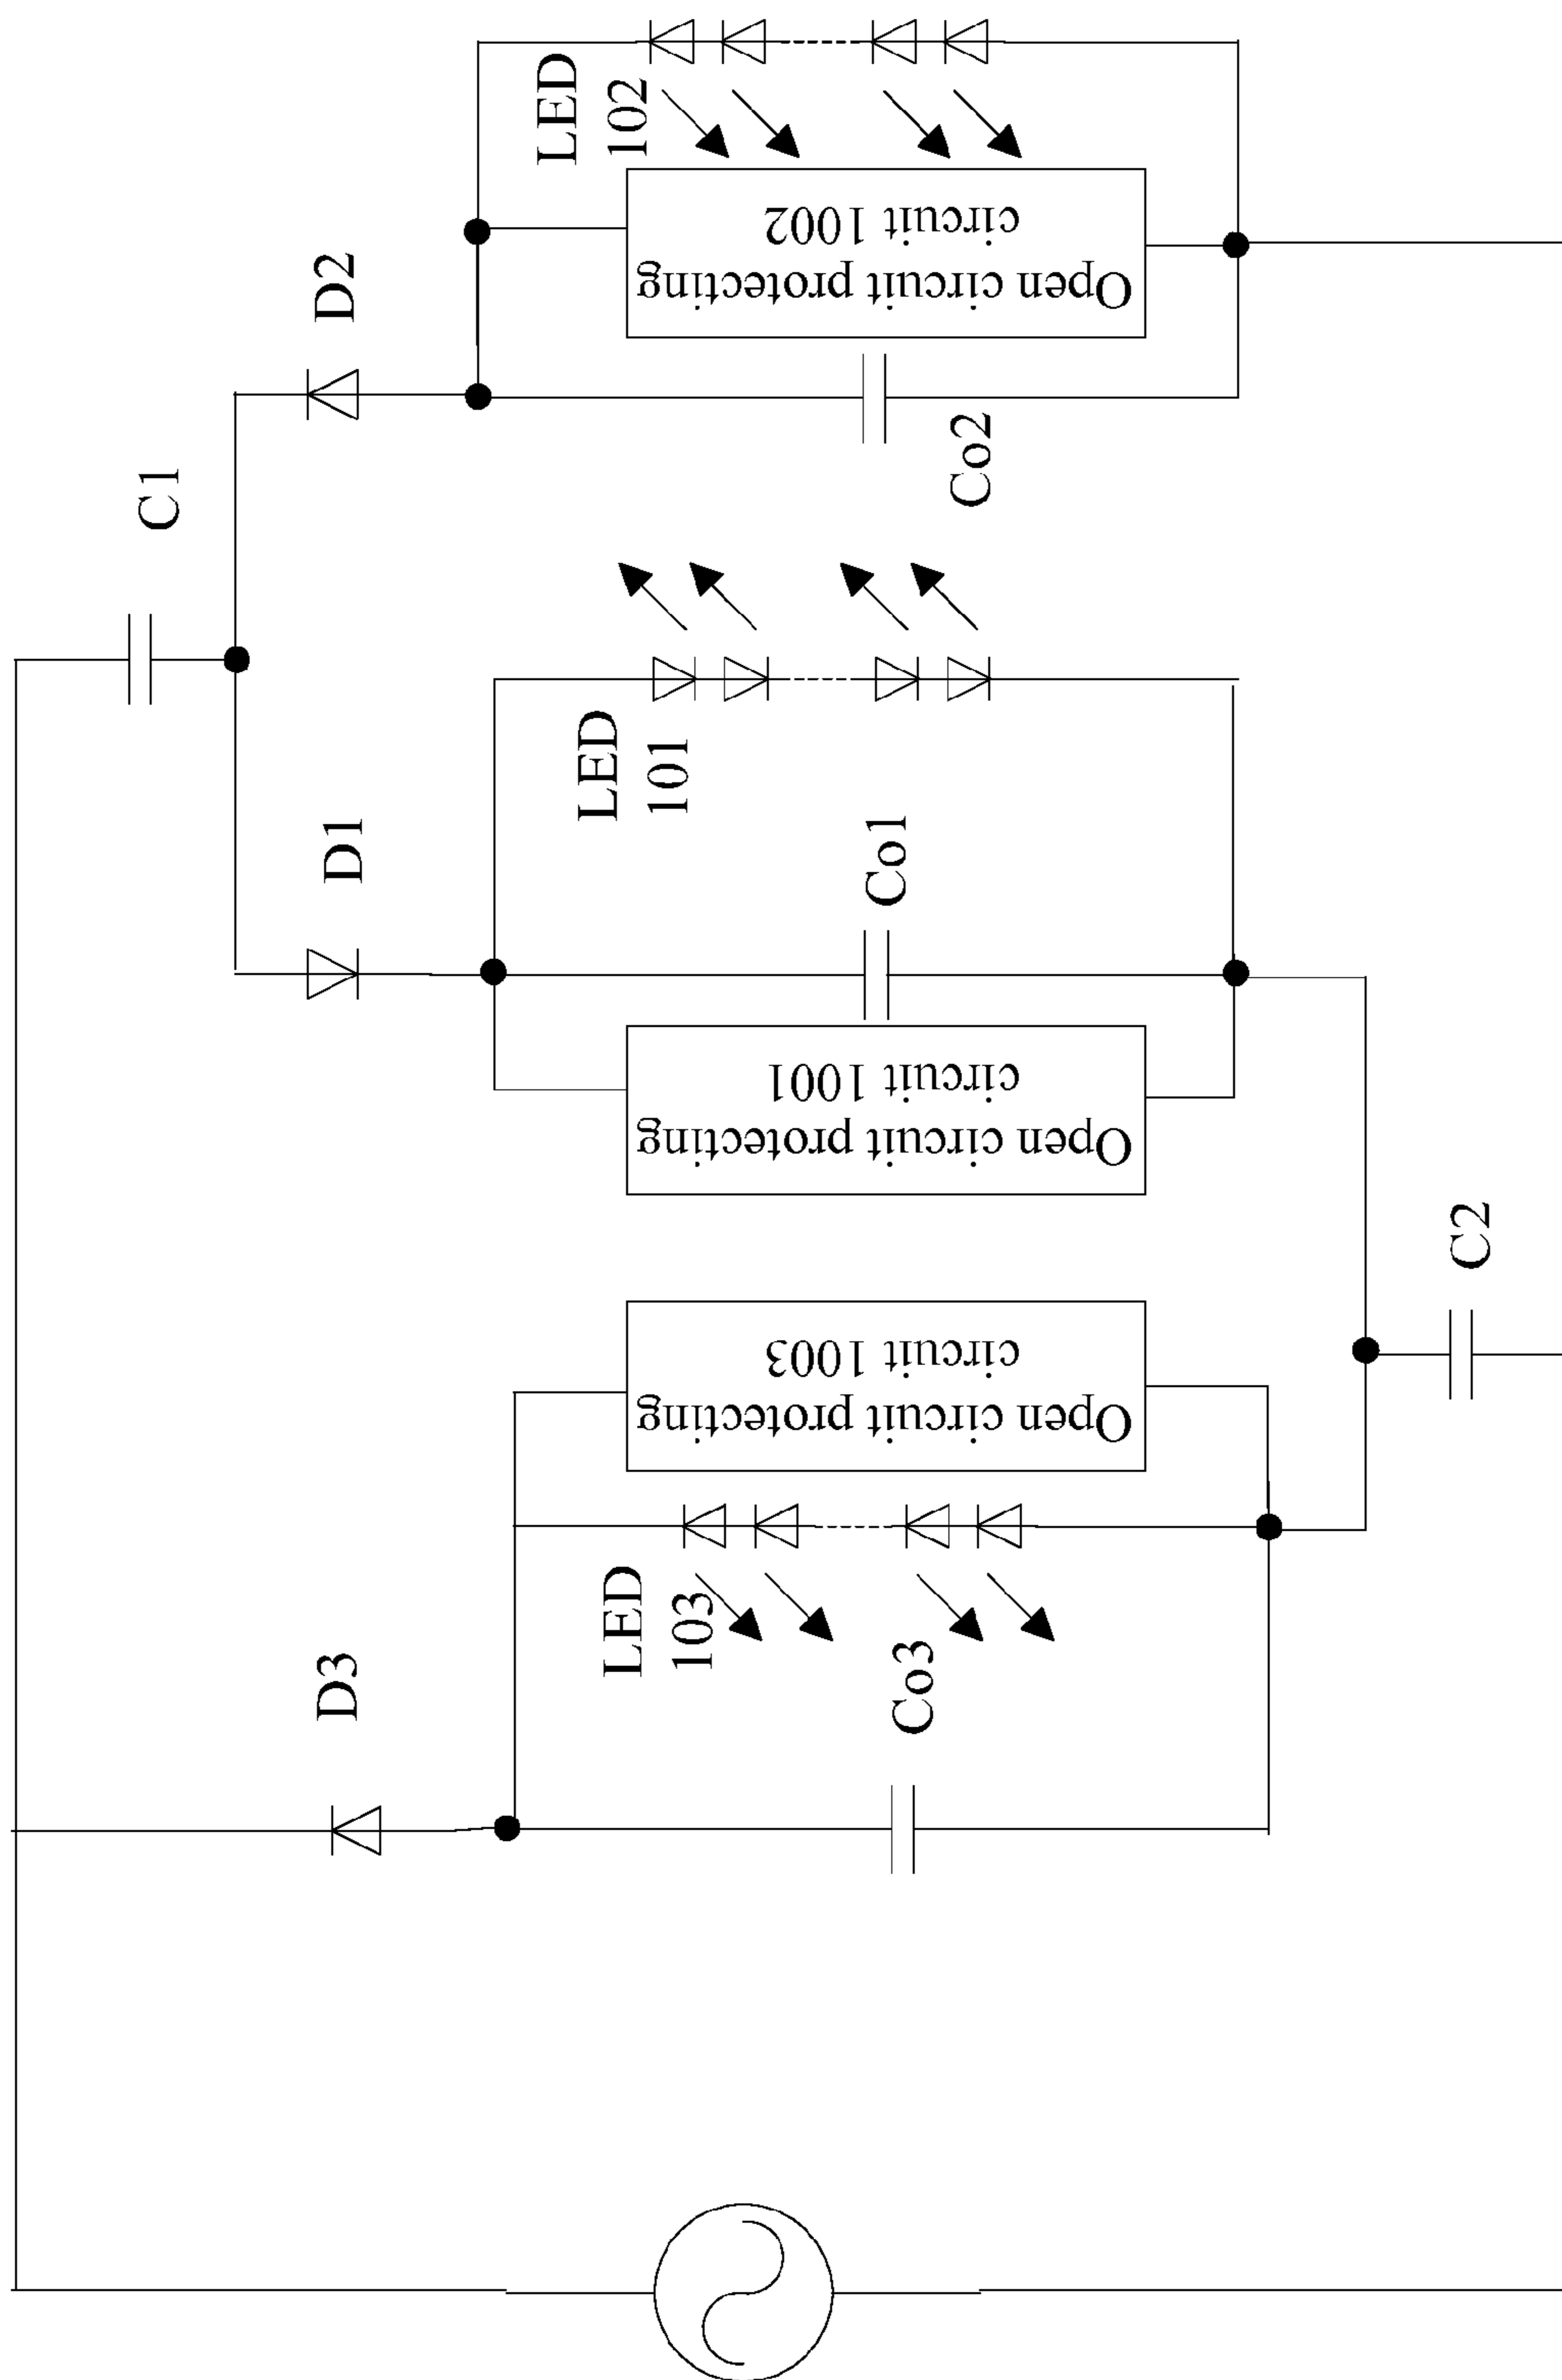 D3
LED
103
Co3
Open circuit protecting
circuit 1003
C2
Open circuit protecting
circuit 1001
D1
Co1
LED
101
C1
D2
Co2
Open circuit protecting
circuit 1002
LED
102